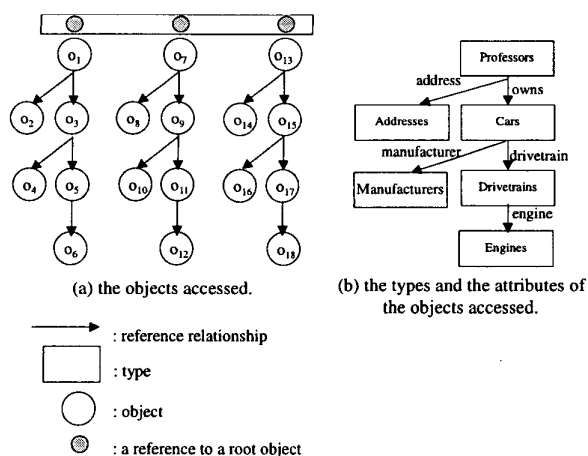 O1 O7 O13
O2 O3 O8 O9 O14 O15
O4 O5 O10 O11 O16 O17
O6 O12 O18
(a) the objects accessed.
Professors
address
owns
Addresses Cars
manufacturer
drivetrain
Manufacturers Drivetrains
engine
Engines
(b) the types and the attributes of
the objects accessed.
: reference relationship
: type
: object
: a reference to a root object